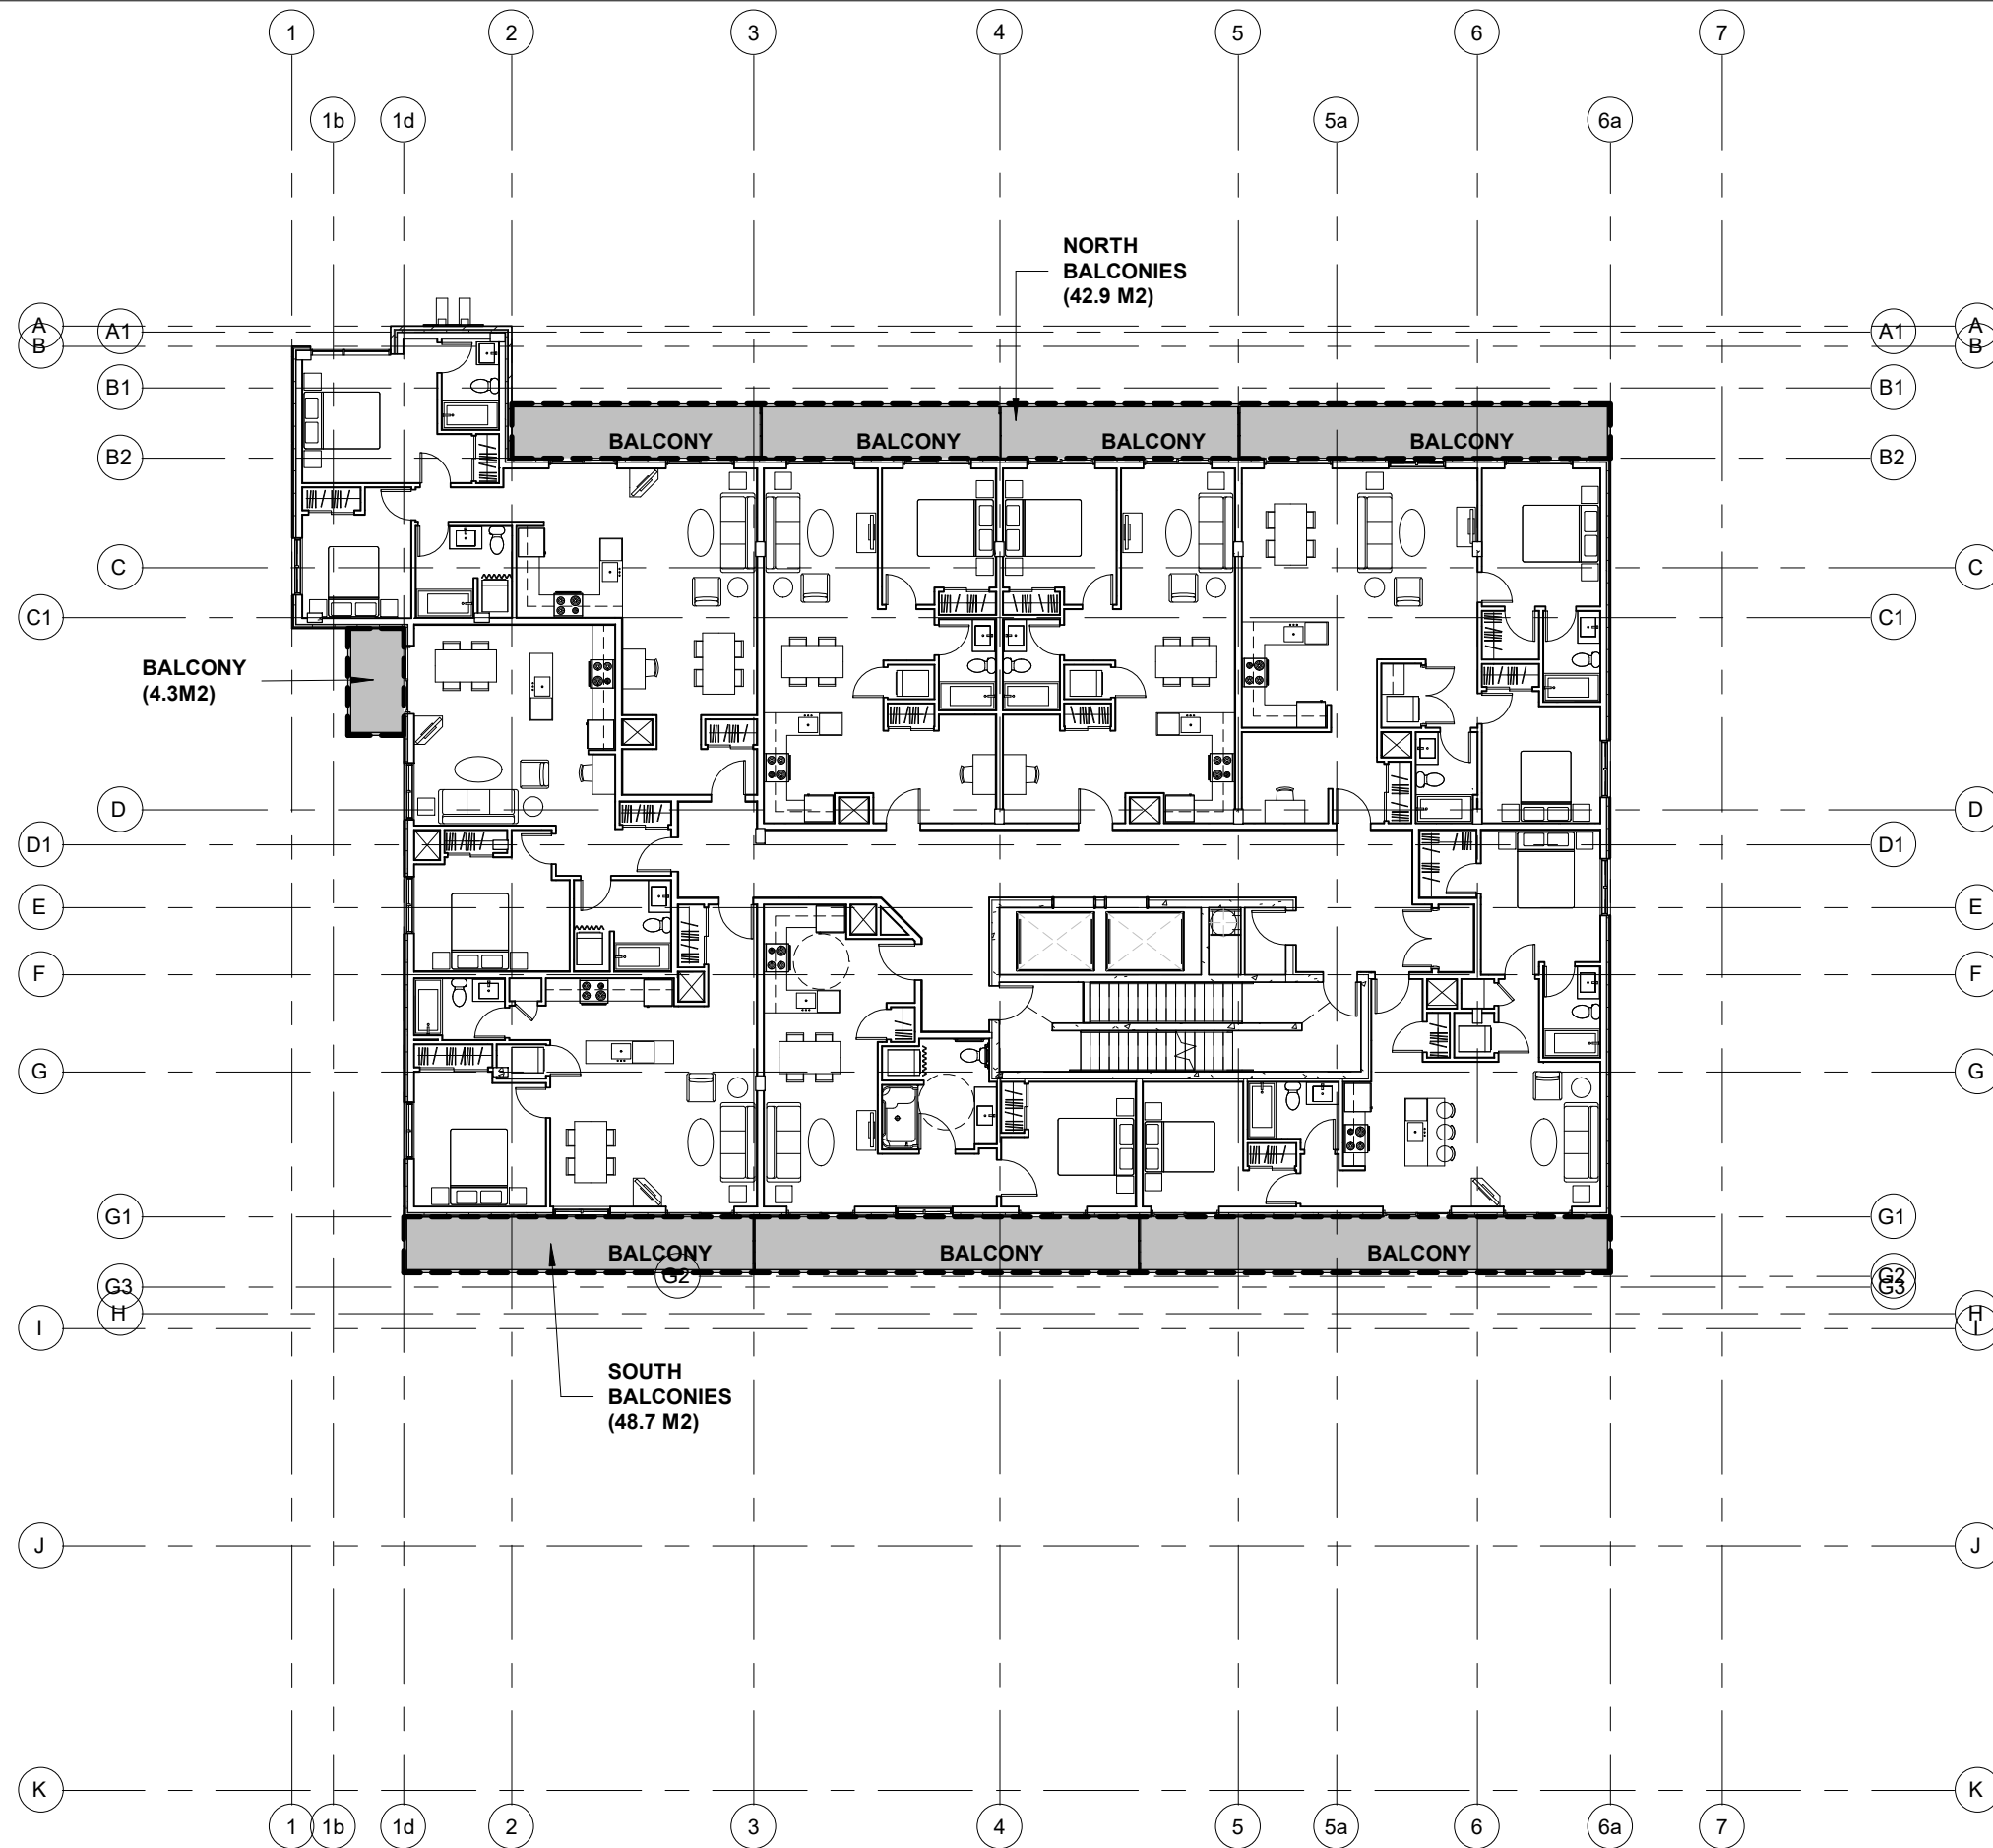 1 2 3 4 5 6 7
1b 1d 5a 6a
NORTH
BALCONIES
(42.9 M2)
A A1 A1 A
B B
B1 B1
BALCONY BALCONY BALCONY BALCONY
B2 B2
C C
C1 C1
BALCONY
(4.3M2)
D D
D1 D1
E E
F F
G G
G1 G1
BALCONY BALCONY BALCONY
G2 G2
G3 G3
H H
I I
SOUTH
BALCONIES
(48.7 M2)
J J
K K
1 1b 1d 2 3 4 5 5a 6 6a 7